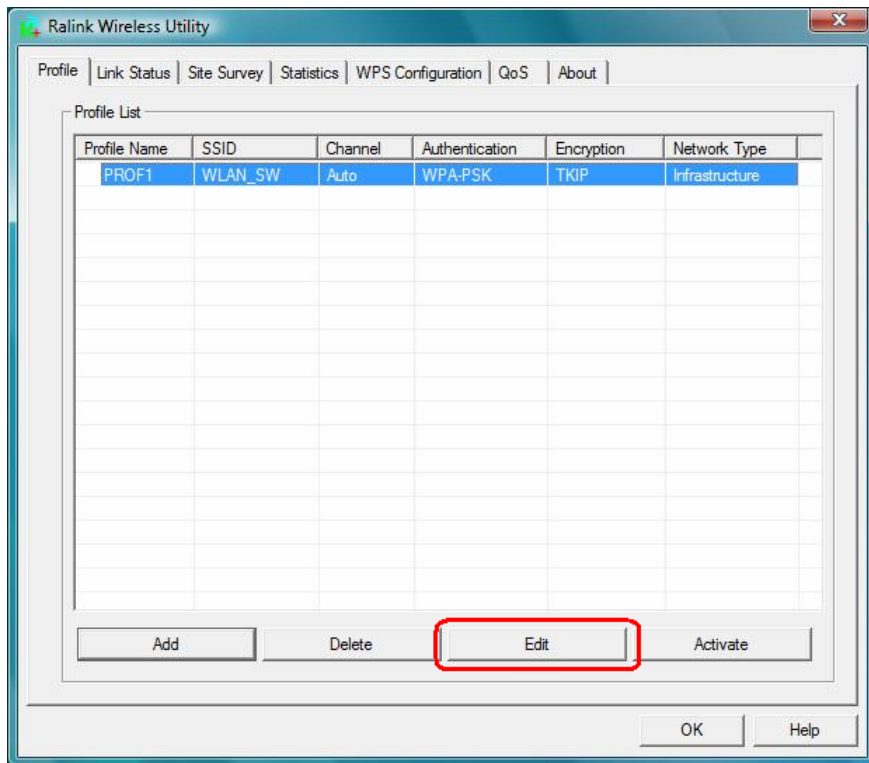 Ralink Wireless Utility
Profile Link Status Site Survey Statistics WPS Configuration QoS About
Profile List
Profile Name SSID Channel Authentication Encryption Network Type
PROF1 WLAN_SW Auto WPA-PSK TKIP Infrastructure
Add Delete Edit Activate
OK Help